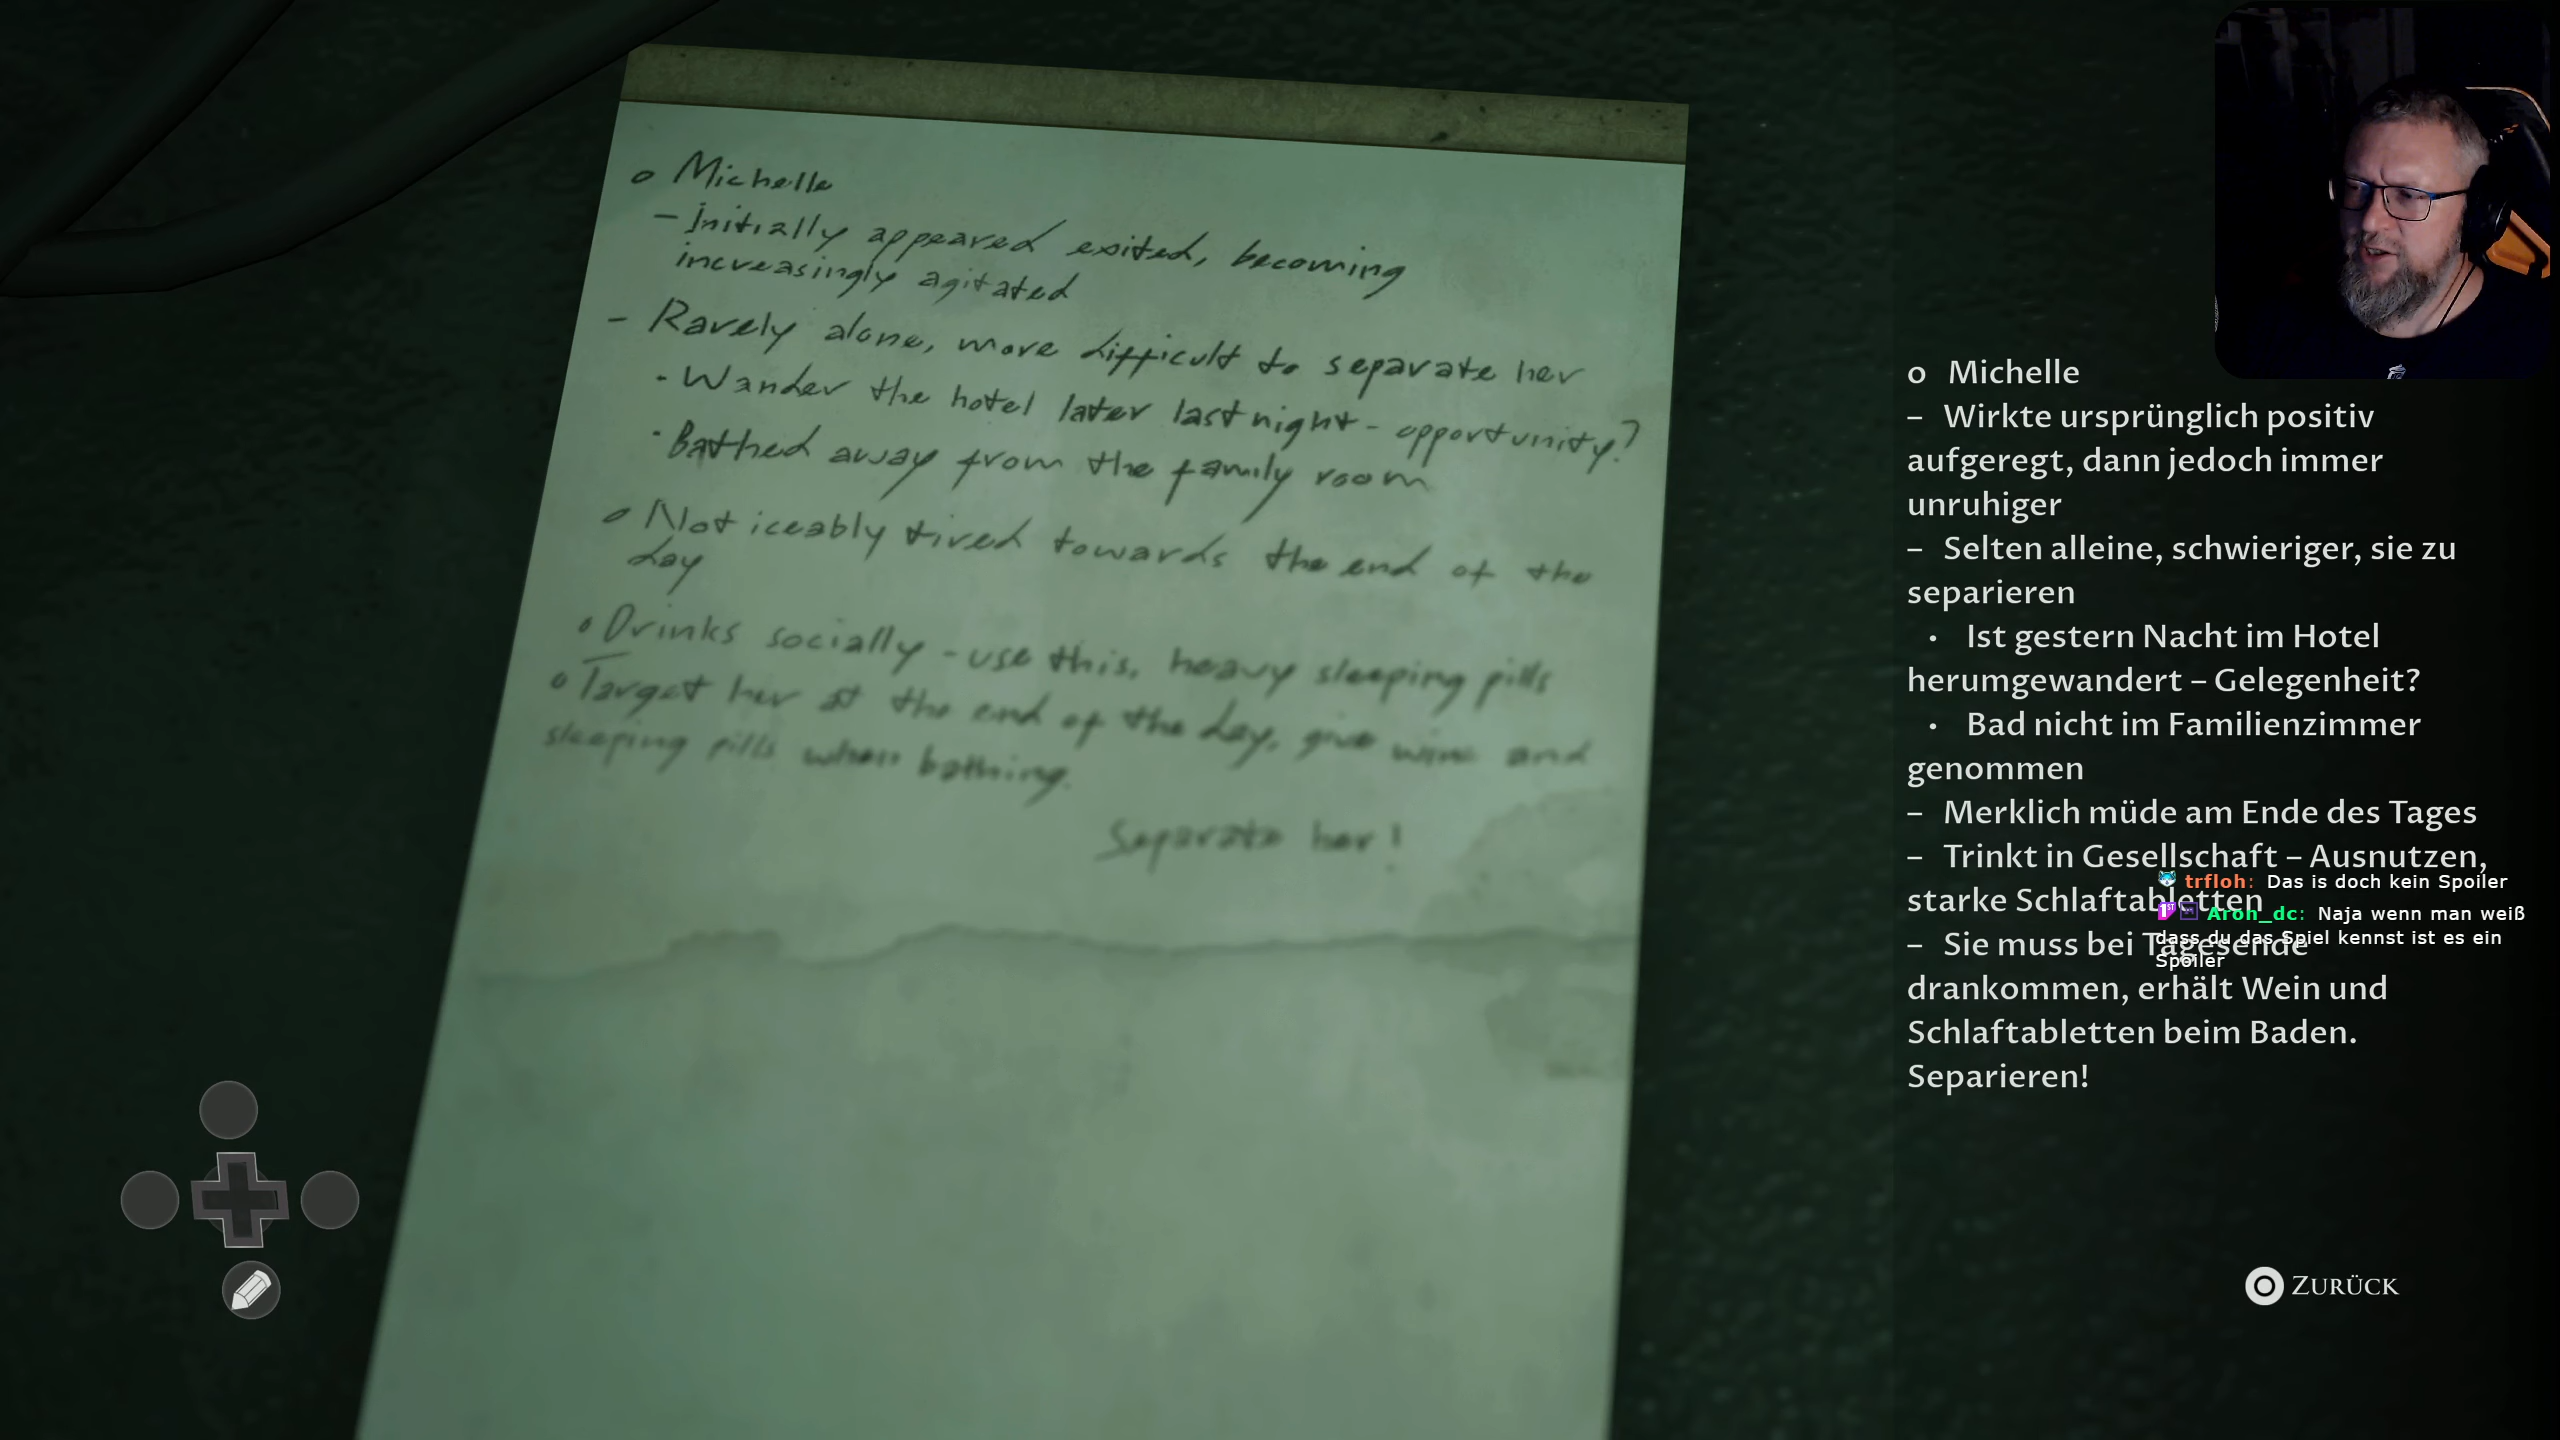 o Michelle
- Initially appeared exited, becoming
increasingly agitated
- Rarely alone, more difficult to separate her
· Wander the hotel later last night - opportunity?
· Bathed away from the family room
o Noticeably tired towards the end of the
day
o Drinks socially - use this, heavy sleeping pills
o Target her at the end of the day, give wine and
sleeping pills when bathing.
Separate her!
o Michelle
– Wirkte ursprünglich positiv
aufgeregt, dann jedoch immer
unruhiger
– Selten alleine, schwieriger, sie zu
separieren
· Ist gestern Nacht im Hotel
herumgewandert – Gelegenheit?
· Bad nicht im Familienzimmer
genommen
– Merklich müde am Ende des Tages
– Trinkt in Gesellschaft – Ausnutzen,
starke Schlaftabletten
– Sie muss bei Tagesende
drankommen, erhält Wein und
Schlaftabletten beim Baden.
Separieren!
trfloh: Das is doch kein Spoiler
Aron_dc: Naja wenn man weiß
dass du das Spiel kennst ist es ein
Spoiler
ZURÜCK